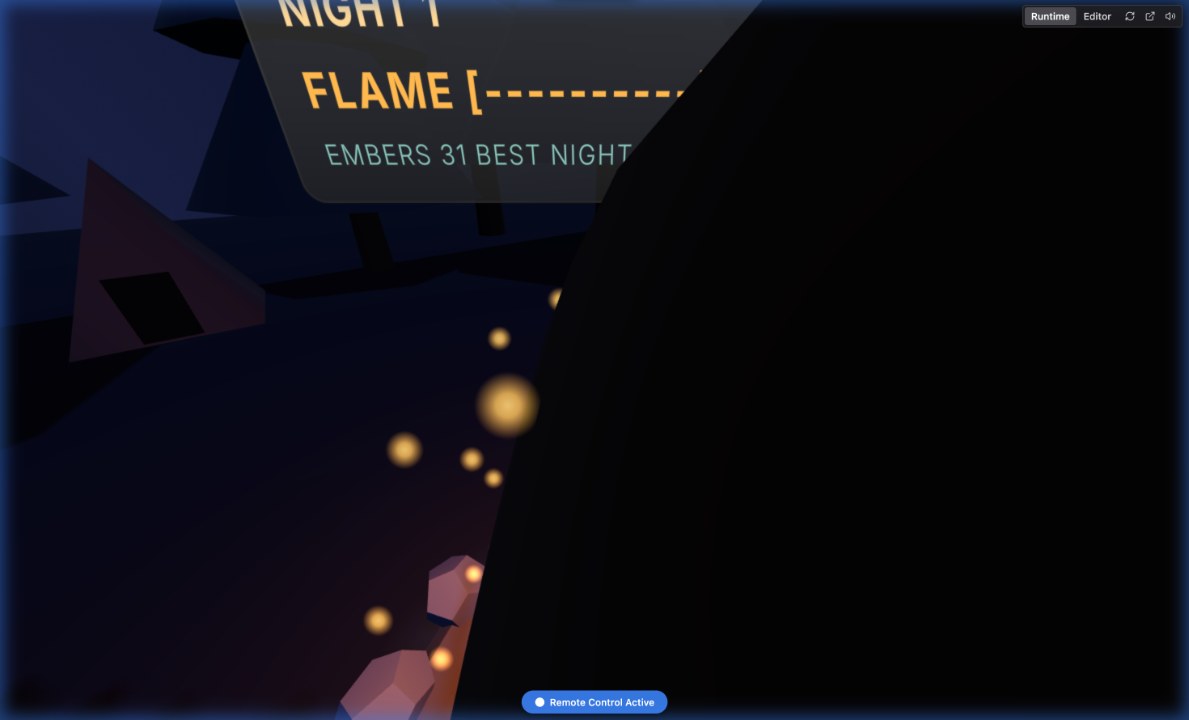 Runtime Editor
NIGHT 1
FLAME [----------
EMBERS 31 BEST NIGHT
Remote Control Active